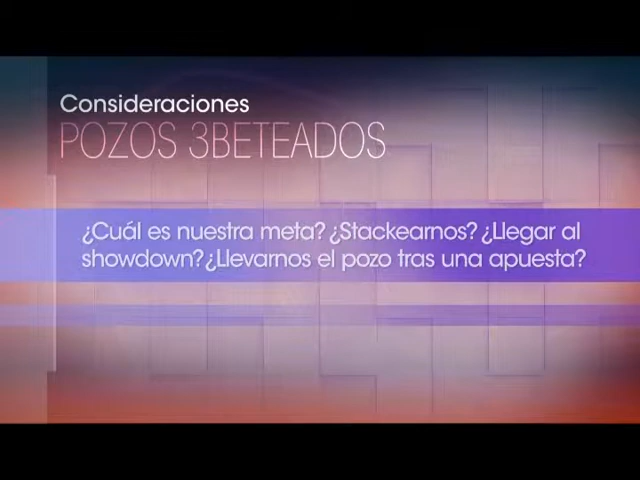 Consideraciones
POZOS 3BETEADOS
¿Cuál es nuestra meta? ¿Stackearnos? ¿Llegar al
showdown? ¿Llevarnos el pozo tras una apuesta?